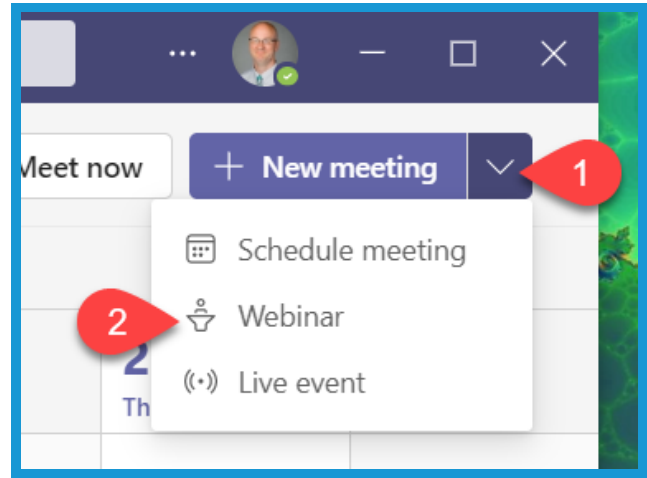 ...
Meet now
+ New meeting
1
Schedule meeting
2
Webinar
Live event
2
Th